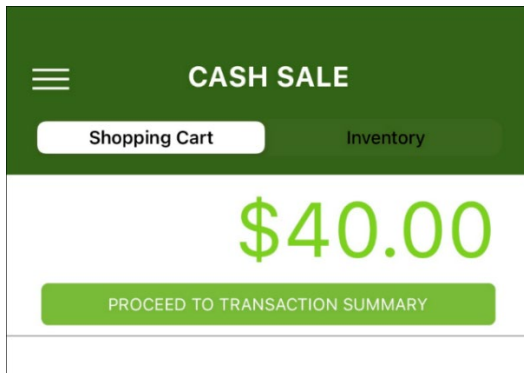 CASH SALE
Shopping Cart Inventory
$40.00
PROCEED TO TRANSACTION SUMMARY